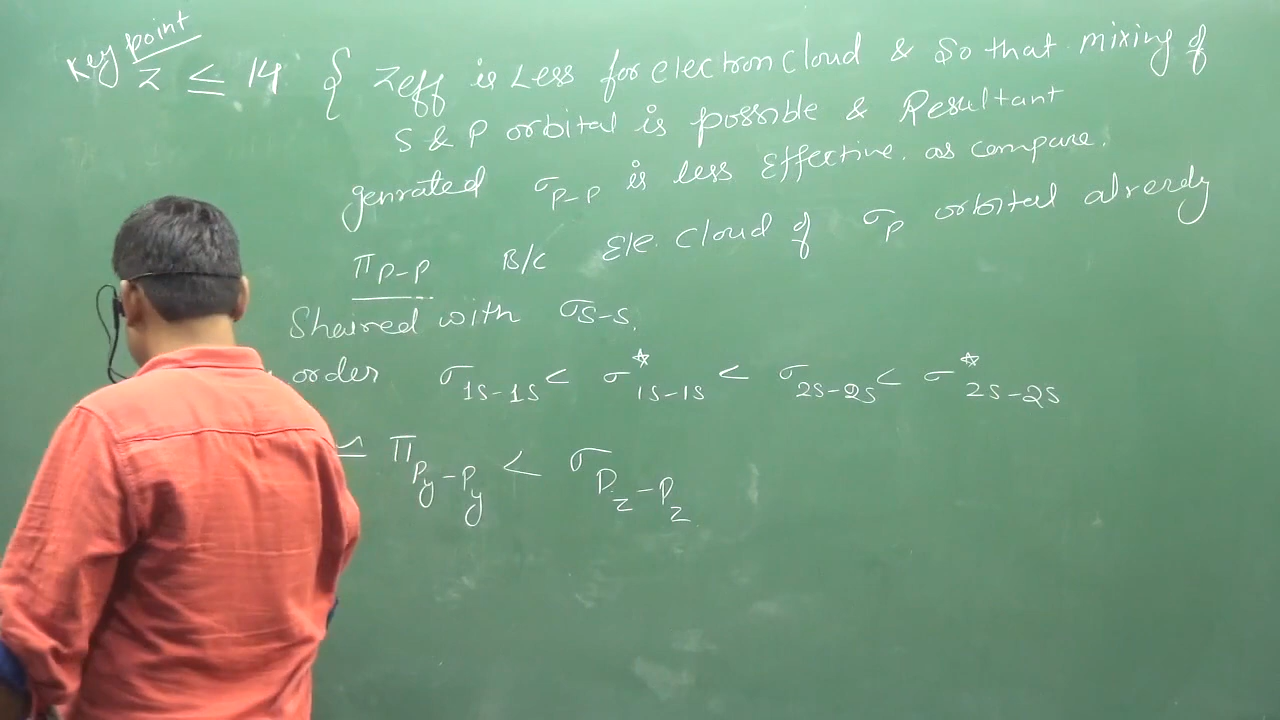 Key point
Z ≤ 14 { Zeff is Less for electron cloud & So that mixing of
S & P orbital is possible & Resultant
genrated σp-p is less Effective. as compare.
πp-p B/c Ele. Cloud of σp orbital already
Shaired with σs-s.
order σ1s-1s < σ*1s-1s < σ2s-2s < σ*2s-2s
≃ πPy-Py < σPz-Pz